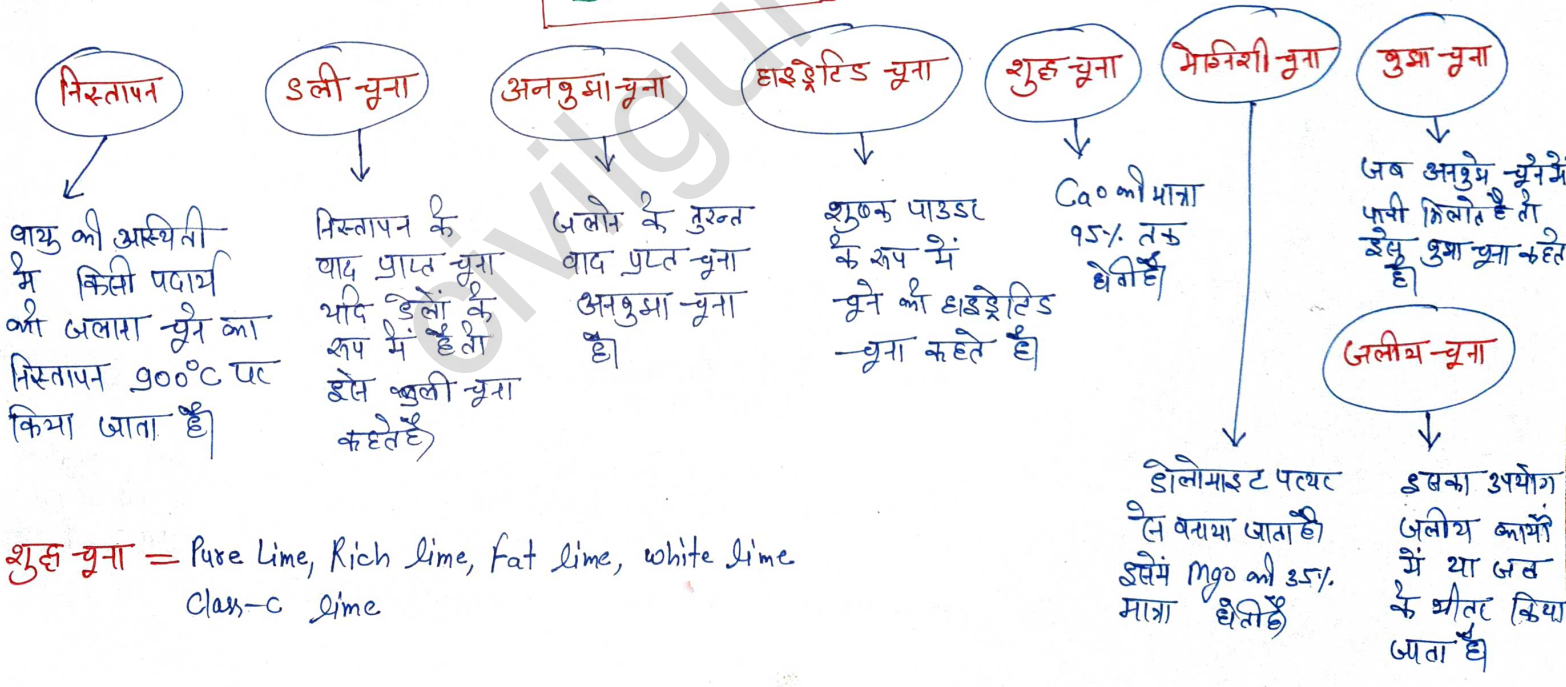 निस्तापन
वायु की आस्थिती
मे किसी पदार्थ
को जलाना चूने का
निस्तापन 900°C पर
किया जाता है।
डली चूना
निस्तापन के
वाद प्राप्त चूना
यदि डेलों के
रूप में है तो
इसे डली चूना
कहते है।
अनबुझा चूना
जलाने के तुरन्त
वाद प्राप्त चूना
अनबुझा चूना
है।
हाइड्रेटिड चूना
शुष्क पाउडर
के रूप में
चूने को हाइड्रेटिड
चूना कहते है।
शुद्ध चूना
Cao की मात्रा
95% तक
होती है।
मेग्निशी चूना
डोलोमाइट पत्थर
से बनाया जाता है।
इसमें Mgo की 35%
मात्रा होती है।
बुझा चूना
जब अनबुझे चूने में
पानी मिलाते है तो
इसे बुझा चूना कहते
है।
जलीय चूना
इसका उपयोग
जलीय कार्यों
में या जल
के भीतर किया
जाता है।
शुद्ध चूना = Pure Lime, Rich lime, fat lime, white lime
Class-C lime
civilgu